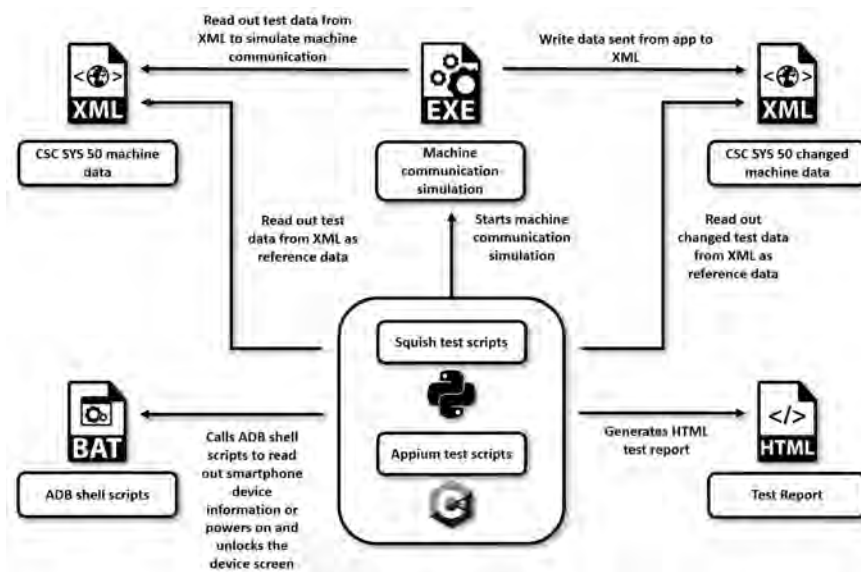 Read out test data from
XML to simulate machine
communication
Write data sent from app to
XML
XML
EXE
XML
CSC SYS 50 machine
data
Machine
communication
simulation
CSC SYS 50 changed
machine data
Read out test
data from XML as
reference data
Starts machine
communication
simulation
Read out
changed test data
from XML as
reference data
Squish test scripts
BAT
Calls ADB shell
scripts to read
out smartphone
device
information or
powers on and
unlocks the
device screen
Appium test scripts
Generates HTML
test report
</>
HTML
ADB shell scripts
Test Report